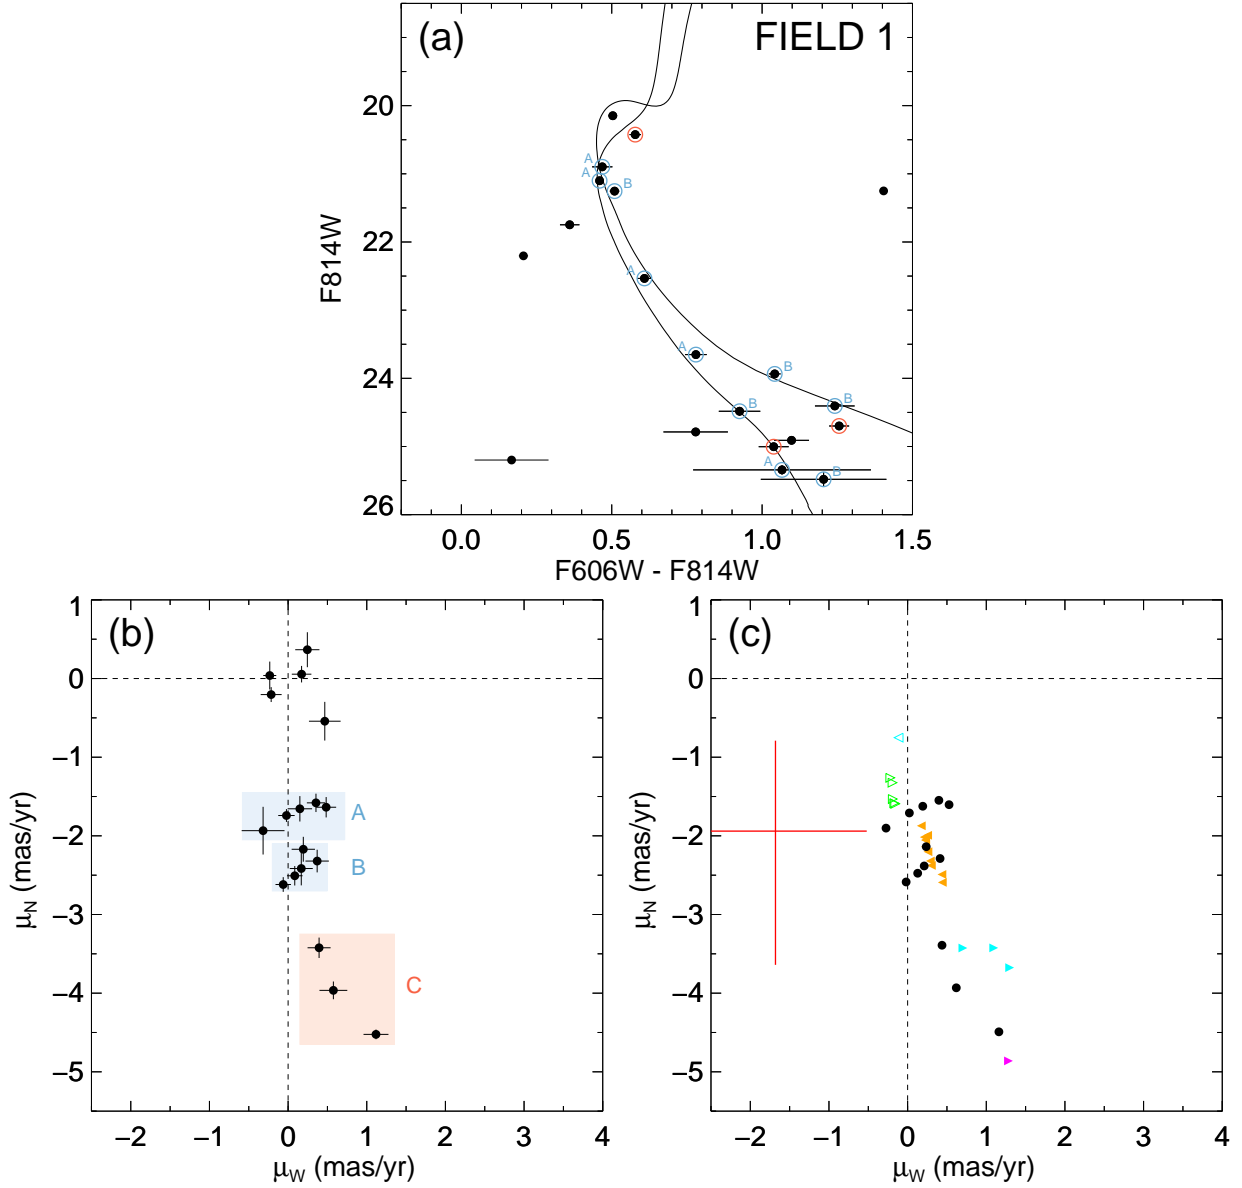 (a) FIELD 1
F814W
20
22
24
26
A
A
B
A
A
B
B
B
A
B
0.0 0.5 1.0 1.5
F606W - F814W
(b)
μN (mas/yr)
1
0
−1
−2
−3
−4
−5
A
B
C
−2 −1 0 1 2 3 4
μW (mas/yr)
(c)
μN (mas/yr)
1
0
−1
−2
−3
−4
−5
−2 −1 0 1 2 3 4
μW (mas/yr)